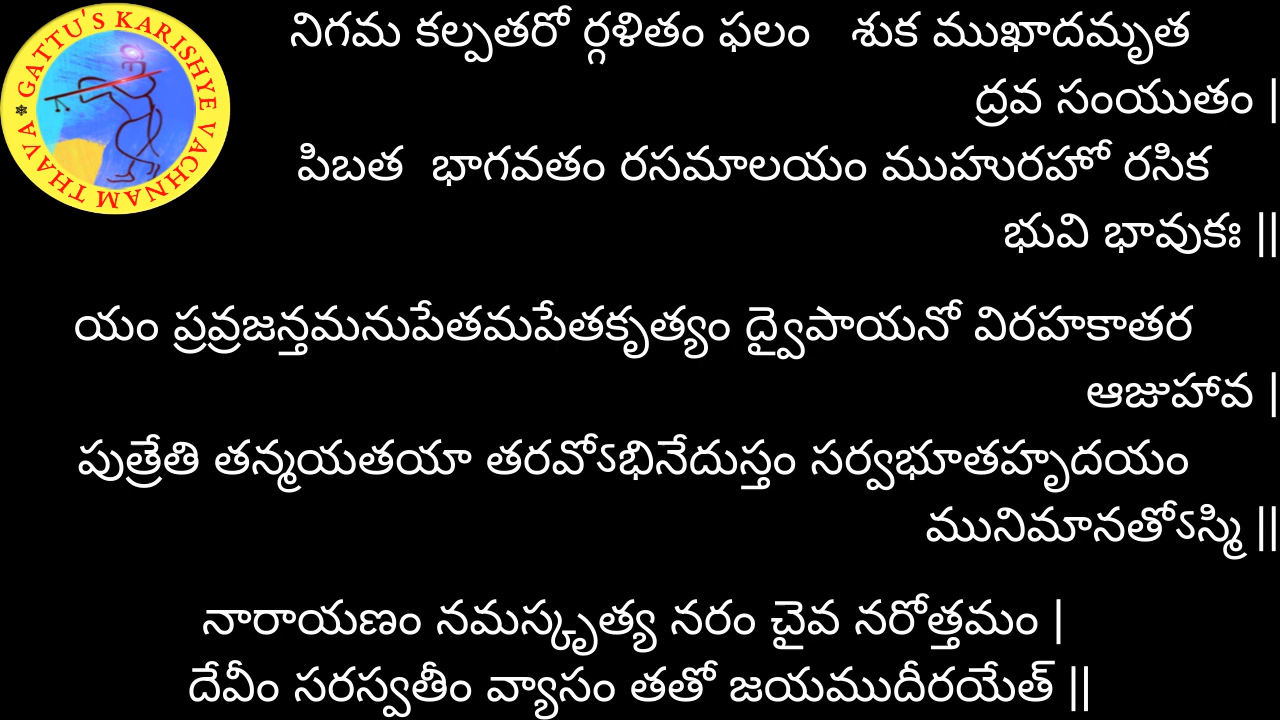 GATTU'S KARISHYE VACHNAM THAVA
నిగమ కల్పతరో ర్గళితం ఫలం   శుక ముఖాదమృత
ద్రవ సంయుతం |
పిబత  భాగవతం రసమాలయం ముహురహో రసిక
భువి భావుకః ||
యం ప్రవ్రజన్తమనుపేతమపేతకృత్యం ద్వైపాయనో విరహకాతర
ఆజుహావ |
పుత్రేతి తన్మయతయా తరవోఽభినేదుస్తం సర్వభూతహృదయం
మునిమానతోఽస్మి ||
నారాయణం నమస్కృత్య నరం చైవ నరోత్తమం |
దేవీం సరస్వతీం వ్యాసం తతో జయముదీరయేత్ ||